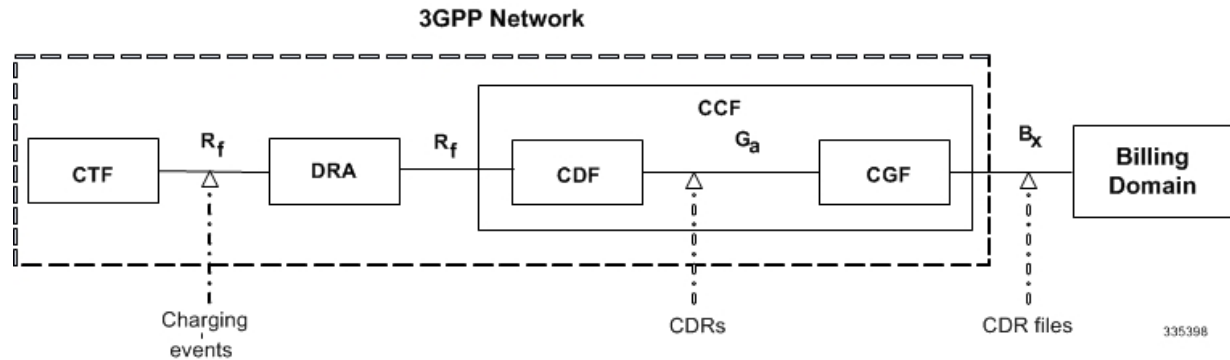 3GPP Network
CCF
Rf
Rf
Ga
Bx
CTF
DRA
CDF
CGF
Billing
Domain
Charging
events
CDRs
CDR files
335398